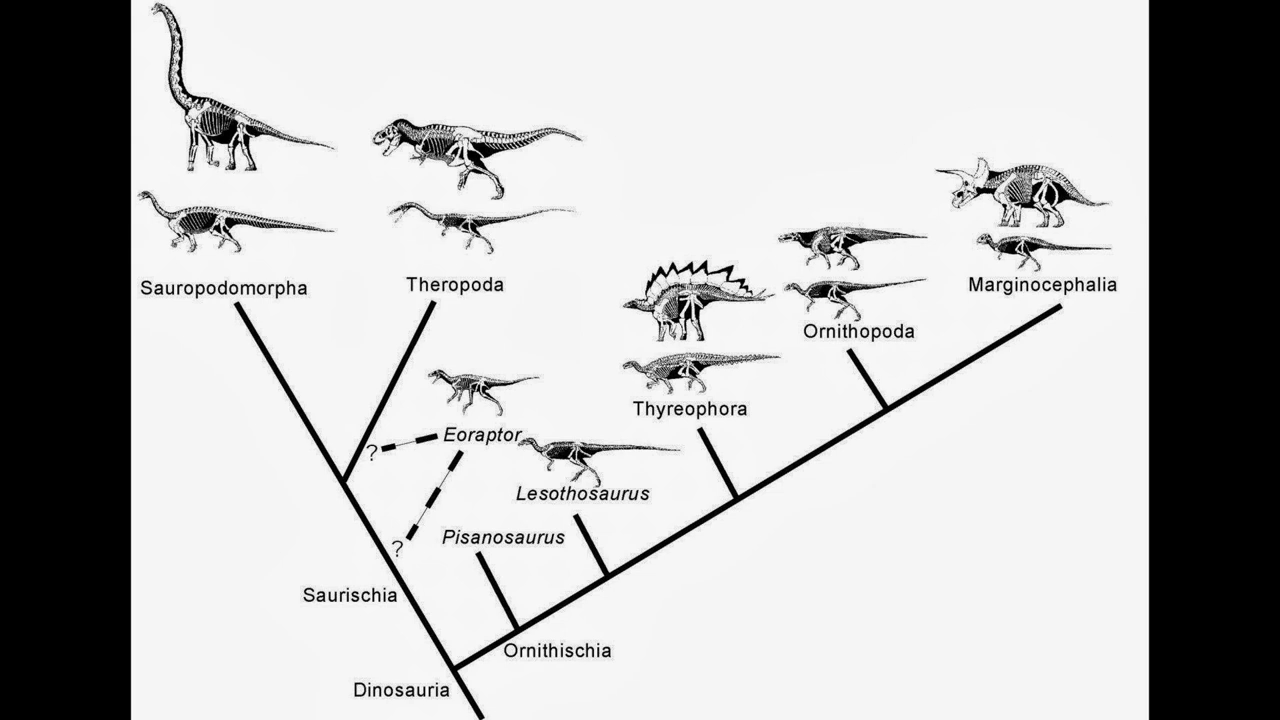 Sauropodomorpha
Theropoda
Marginocephalia
Ornithopoda
Thyreophora
Eoraptor
?
Lesothosaurus
Pisanosaurus
?
Saurischia
Ornithischia
Dinosauria